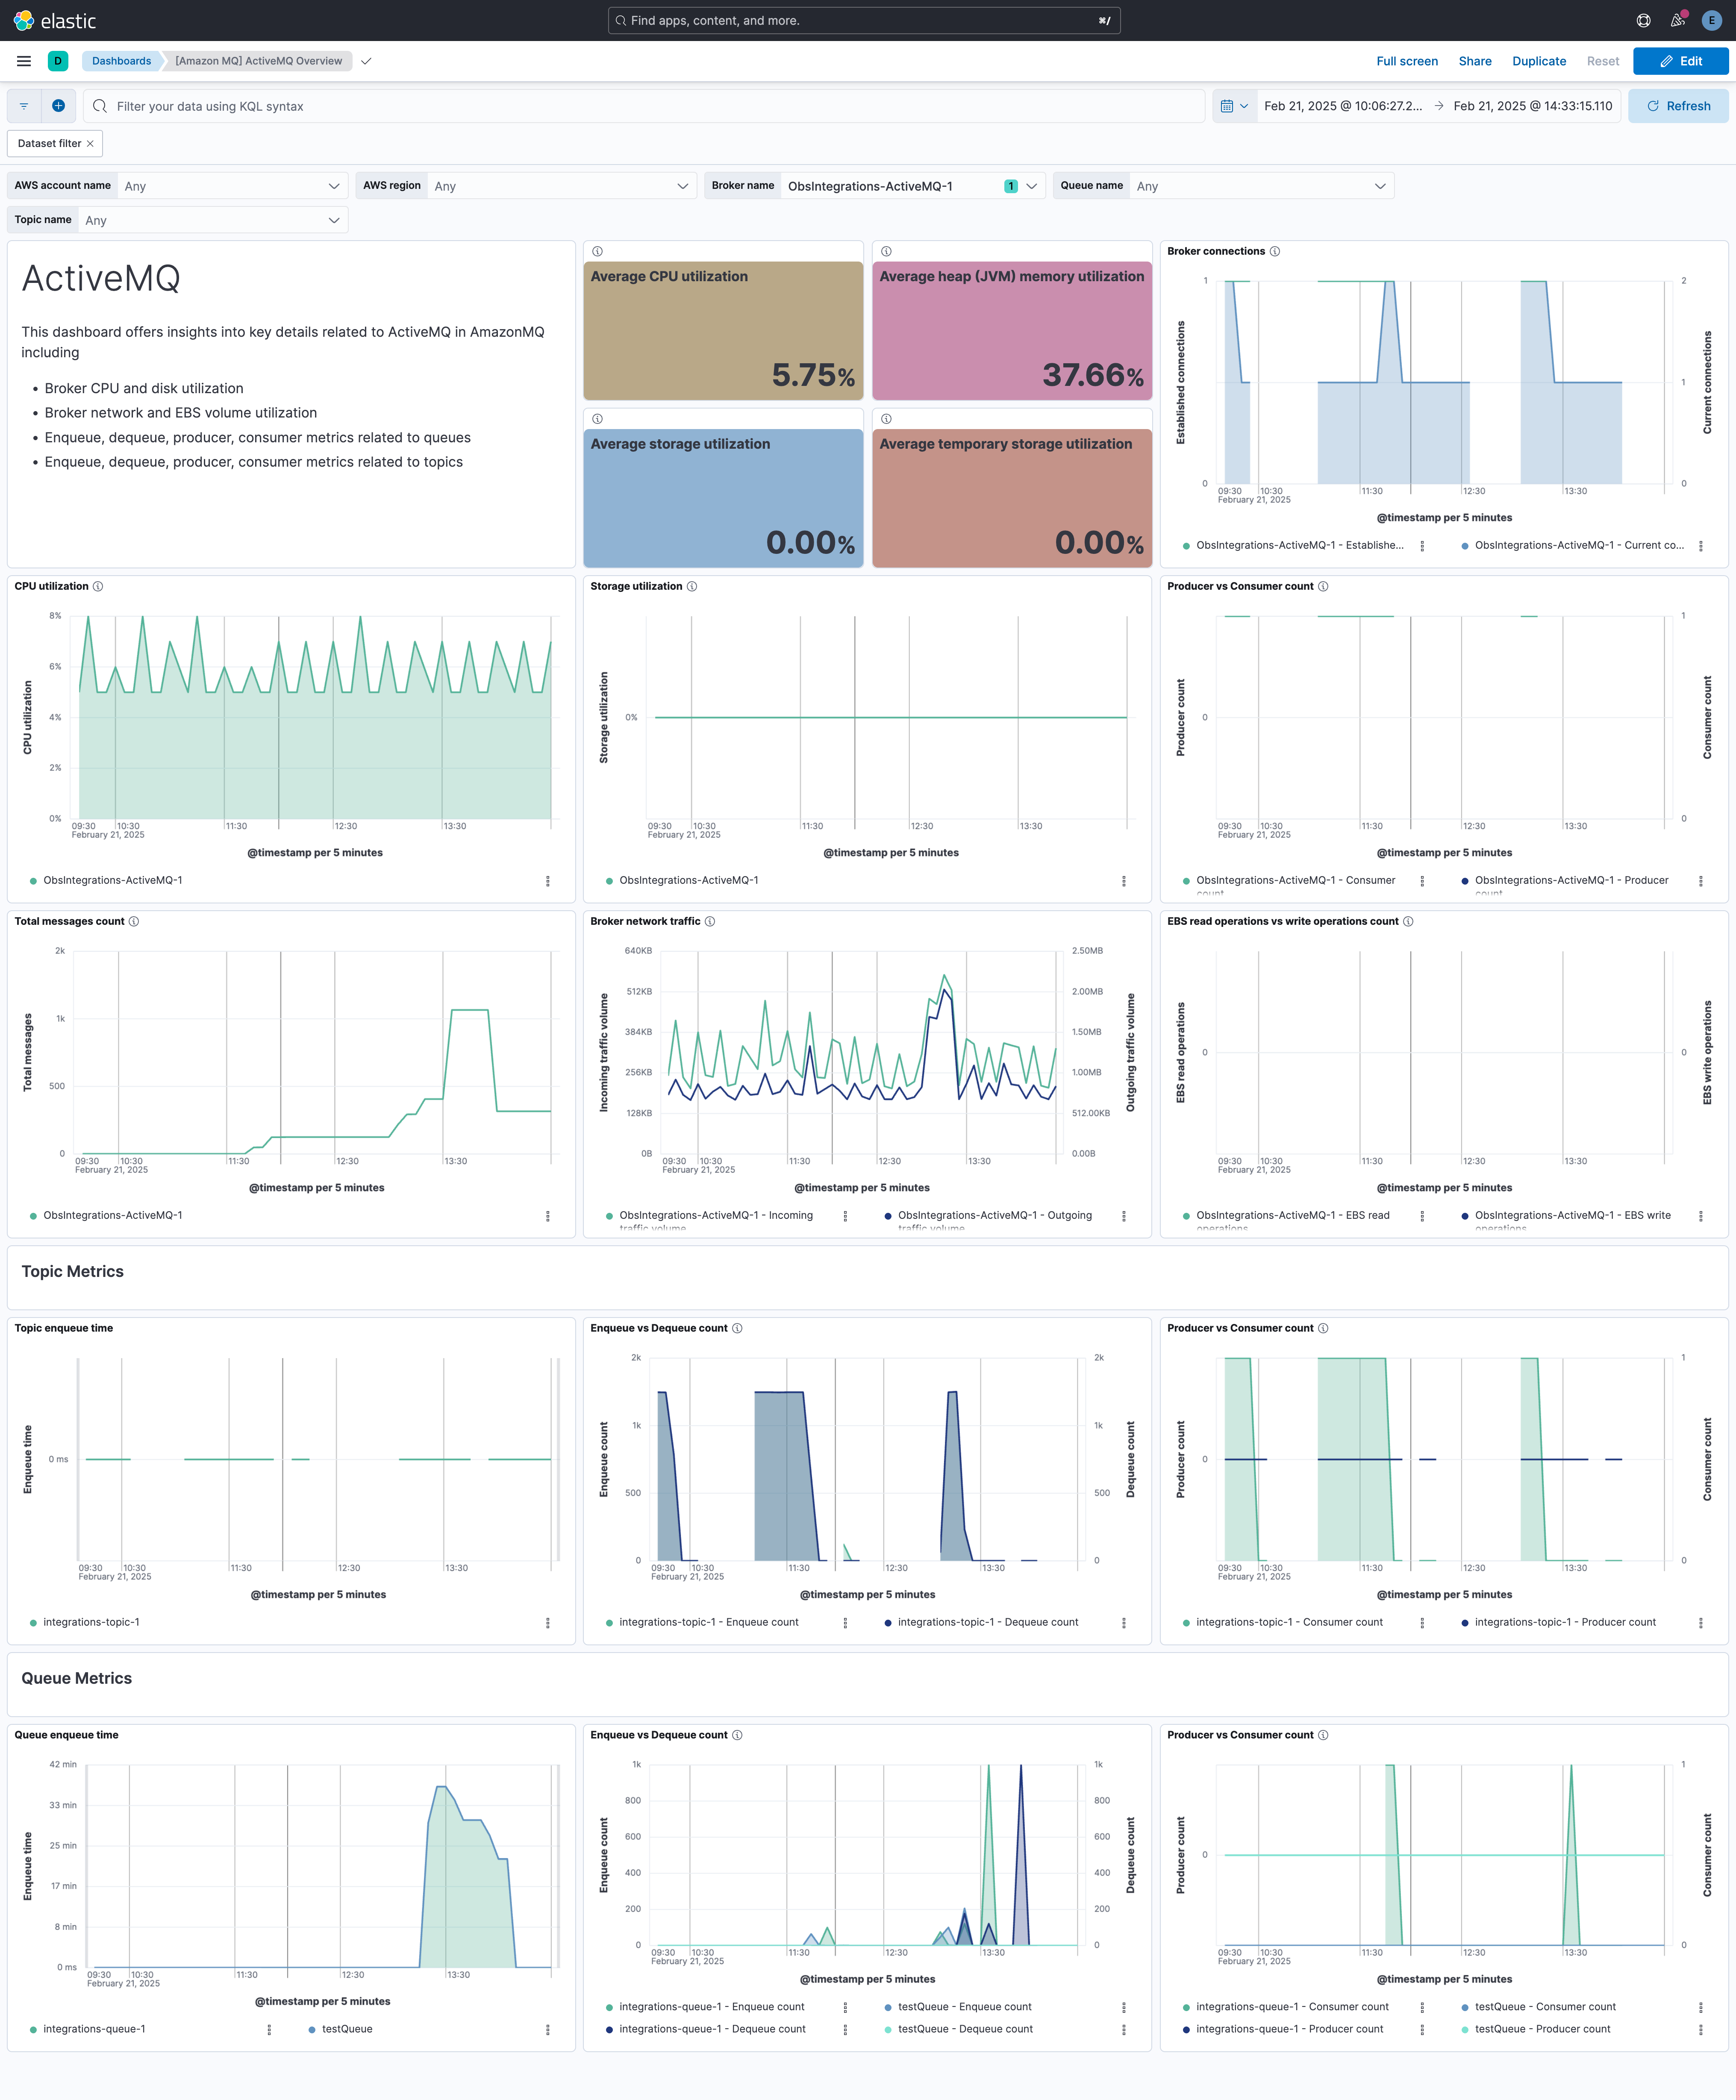 elastic
Find apps, content, and more.
⌘/
E
D
Dashboards
[Amazon MQ] ActiveMQ Overview
Full screen
Share
Duplicate
Reset
Edit
Filter your data using KQL syntax
Feb 21, 2025 @ 10:06:27.2...
→
Feb 21, 2025 @ 14:33:15.110
Refresh
Dataset filter
AWS account name Any
AWS region Any
Broker name ObsIntegrations-ActiveMQ-1 1
Queue name Any
Topic name Any
ActiveMQ
This dashboard offers insights into key details related to ActiveMQ in AmazonMQ
including
• Broker CPU and disk utilization
• Broker network and EBS volume utilization
• Enqueue, dequeue, producer, consumer metrics related to queues
• Enqueue, dequeue, producer, consumer metrics related to topics
Average CPU utilization
5.75%
Average heap (JVM) memory utilization
37.66%
Average storage utilization
0.00%
Average temporary storage utilization
0.00%
Broker connections
Established connections
1
0
Current connections
2
1
0
09:30 10:30 11:30 12:30 13:30
February 21, 2025
@timestamp per 5 minutes
ObsIntegrations-ActiveMQ-1 - Establishe...
ObsIntegrations-ActiveMQ-1 - Current co...
CPU utilization
CPU utilization
8%
6%
4%
2%
0%
09:30 10:30 11:30 12:30 13:30
February 21, 2025
@timestamp per 5 minutes
ObsIntegrations-ActiveMQ-1
Storage utilization
Storage utilization
0%
09:30 10:30 11:30 12:30 13:30
February 21, 2025
@timestamp per 5 minutes
ObsIntegrations-ActiveMQ-1
Producer vs Consumer count
Producer count
0
Consumer count
1
0
09:30 10:30 11:30 12:30 13:30
February 21, 2025
@timestamp per 5 minutes
ObsIntegrations-ActiveMQ-1 - Consumer
count
ObsIntegrations-ActiveMQ-1 - Producer
count
Total messages count
Total messages
2k
1k
500
0
09:30 10:30 11:30 12:30 13:30
February 21, 2025
@timestamp per 5 minutes
ObsIntegrations-ActiveMQ-1
Broker network traffic
Incoming traffic volume
640KB
512KB
384KB
256KB
128KB
0B
Outgoing traffic volume
2.50MB
2.00MB
1.50MB
1.00MB
512.00KB
0.00B
09:30 10:30 11:30 12:30 13:30
February 21, 2025
@timestamp per 5 minutes
ObsIntegrations-ActiveMQ-1 - Incoming
traffic volume
ObsIntegrations-ActiveMQ-1 - Outgoing
traffic volume
EBS read operations vs write operations count
EBS read operations
0
EBS write operations
0
09:30 10:30 11:30 12:30 13:30
February 21, 2025
@timestamp per 5 minutes
ObsIntegrations-ActiveMQ-1 - EBS read
operations
ObsIntegrations-ActiveMQ-1 - EBS write
operations
Topic Metrics
Topic enqueue time
Enqueue time
0 ms
09:30 10:30 11:30 12:30 13:30
February 21, 2025
@timestamp per 5 minutes
integrations-topic-1
Enqueue vs Dequeue count
Enqueue count
2k
1k
500
0
Dequeue count
2k
1k
500
0
09:30 10:30 11:30 12:30 13:30
February 21, 2025
@timestamp per 5 minutes
integrations-topic-1 - Enqueue count
integrations-topic-1 - Dequeue count
Producer vs Consumer count
Producer count
0
Consumer count
1
0
09:30 10:30 11:30 12:30 13:30
February 21, 2025
@timestamp per 5 minutes
integrations-topic-1 - Consumer count
integrations-topic-1 - Producer count
Queue Metrics
Queue enqueue time
Enqueue time
42 min
33 min
25 min
17 min
8 min
0 ms
09:30 10:30 11:30 12:30 13:30
February 21, 2025
@timestamp per 5 minutes
integrations-queue-1
testQueue
Enqueue vs Dequeue count
Enqueue count
1k
800
600
400
200
0
Dequeue count
1k
800
600
400
200
0
09:30 10:30 11:30 12:30 13:30
February 21, 2025
@timestamp per 5 minutes
integrations-queue-1 - Enqueue count
testQueue - Enqueue count
integrations-queue-1 - Dequeue count
testQueue - Dequeue count
Producer vs Consumer count
Producer count
0
Consumer count
1
0
09:30 10:30 11:30 12:30 13:30
February 21, 2025
@timestamp per 5 minutes
integrations-queue-1 - Consumer count
testQueue - Consumer count
integrations-queue-1 - Producer count
testQueue - Producer count